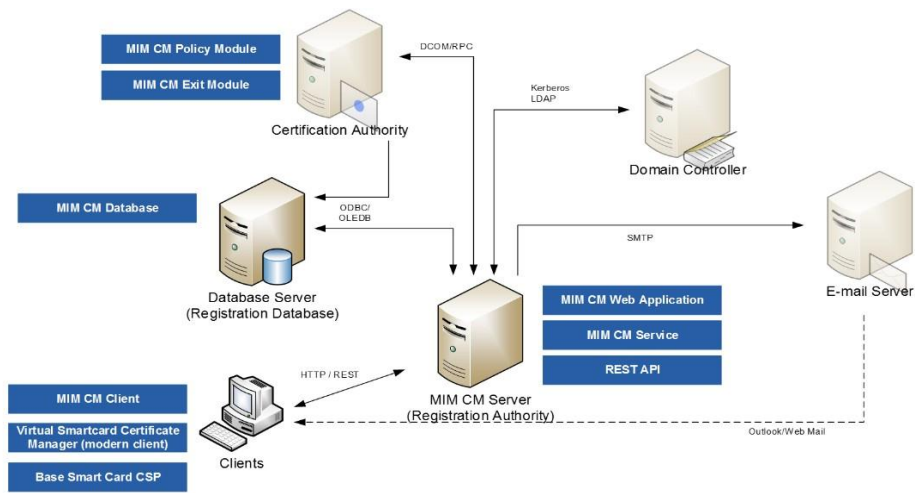 MIM CM Policy Module
MIM CM Exit Module
Certification Authority
DCOM/RPC
Kerberos
LDAP
Domain Controller
MIM CM Database
ODBC/
OLEDB
Database Server
(Registration Database)
SMTP
E-mail Server
MIM CM Web Application
MIM CM Service
REST API
MIM CM Server
(Registration Authority)
HTTP / REST
MIM CM Client
Virtual Smartcard Certificate
Manager (modern client)
Base Smart Card CSP
Clients
Outlook/Web Mail